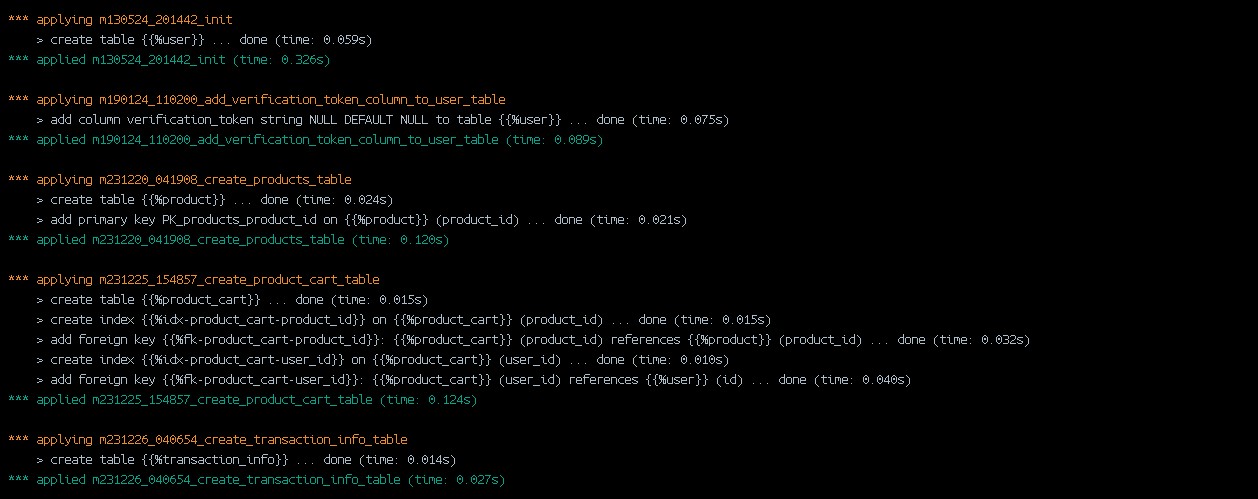 *** applying m130524_201442_init
    > create table {{%user}} ... done (time: 0.059s)
*** applied m130524_201442_init (time: 0.326s)

*** applying m190124_110200_add_verification_token_column_to_user_table
    > add column verification_token string NULL DEFAULT NULL to table {{%user}} ... done (time: 0.075s)
*** applied m190124_110200_add_verification_token_column_to_user_table (time: 0.089s)

*** applying m231220_041908_create_products_table
    > create table {{%product}} ... done (time: 0.024s)
    > add primary key PK_products_product_id on {{%product}} (product_id) ... done (time: 0.021s)
*** applied m231220_041908_create_products_table (time: 0.120s)

*** applying m231225_154857_create_product_cart_table
    > create table {{%product_cart}} ... done (time: 0.015s)
    > create index {{%idx-product_cart-product_id}} on {{%product_cart}} (product_id) ... done (time: 0.015s)
    > add foreign key {{%fk-product_cart-product_id}}: {{%product_cart}} (product_id) references {{%product}} (product_id) ... done (time: 0.032s)
    > create index {{%idx-product_cart-user_id}} on {{%product_cart}} (user_id) ... done (time: 0.010s)
    > add foreign key {{%fk-product_cart-user_id}}: {{%product_cart}} (user_id) references {{%user}} (id) ... done (time: 0.040s)
*** applied m231225_154857_create_product_cart_table (time: 0.124s)

*** applying m231226_040654_create_transaction_info_table
    > create table {{%transaction_info}} ... done (time: 0.014s)
*** applied m231226_040654_create_transaction_info_table (time: 0.027s)